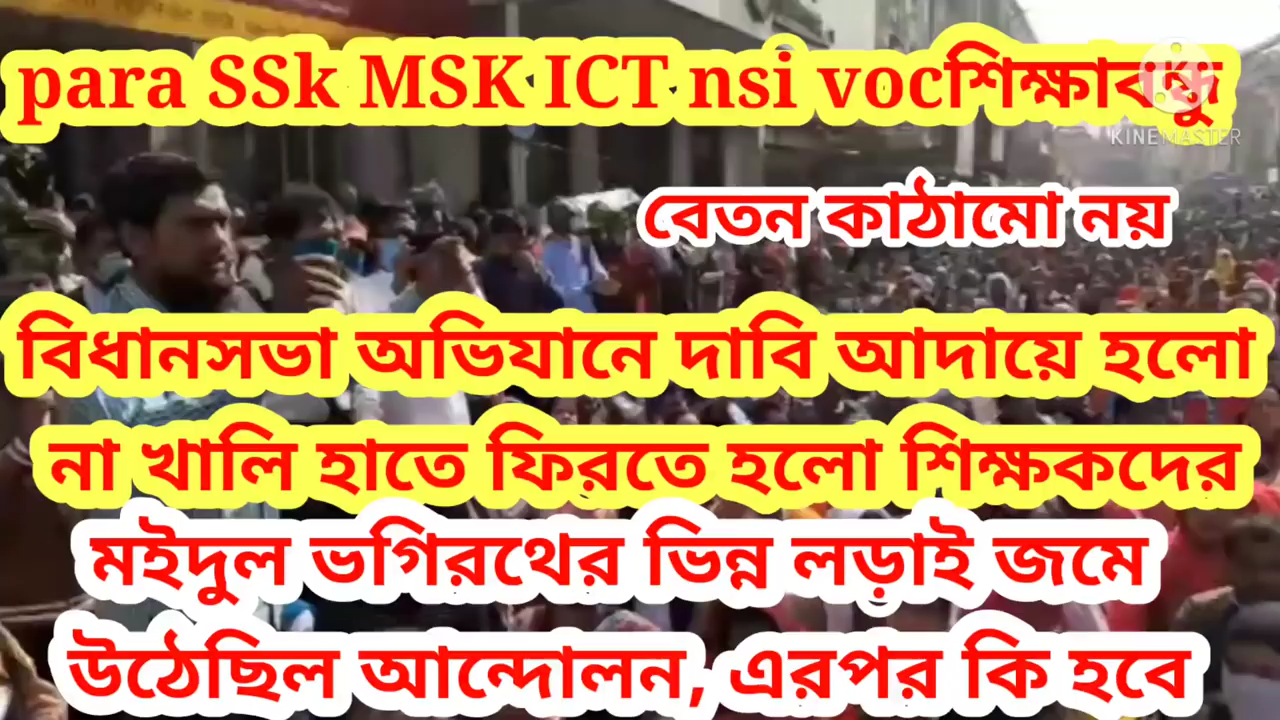 para SSk MSK ICT nsi vocশিক্ষাবন্ধু
KINEMASTER
বেতন কাঠামো নয়
বিধানসভা অভিযানে দাবি আদায়ে হলো
না খালি হাতে ফিরতে হলো শিক্ষকদের
মইদুল ভগিরথের ভিন্ন লড়াই জমে
উঠেছিল আন্দোলন, এরপর কি হবে